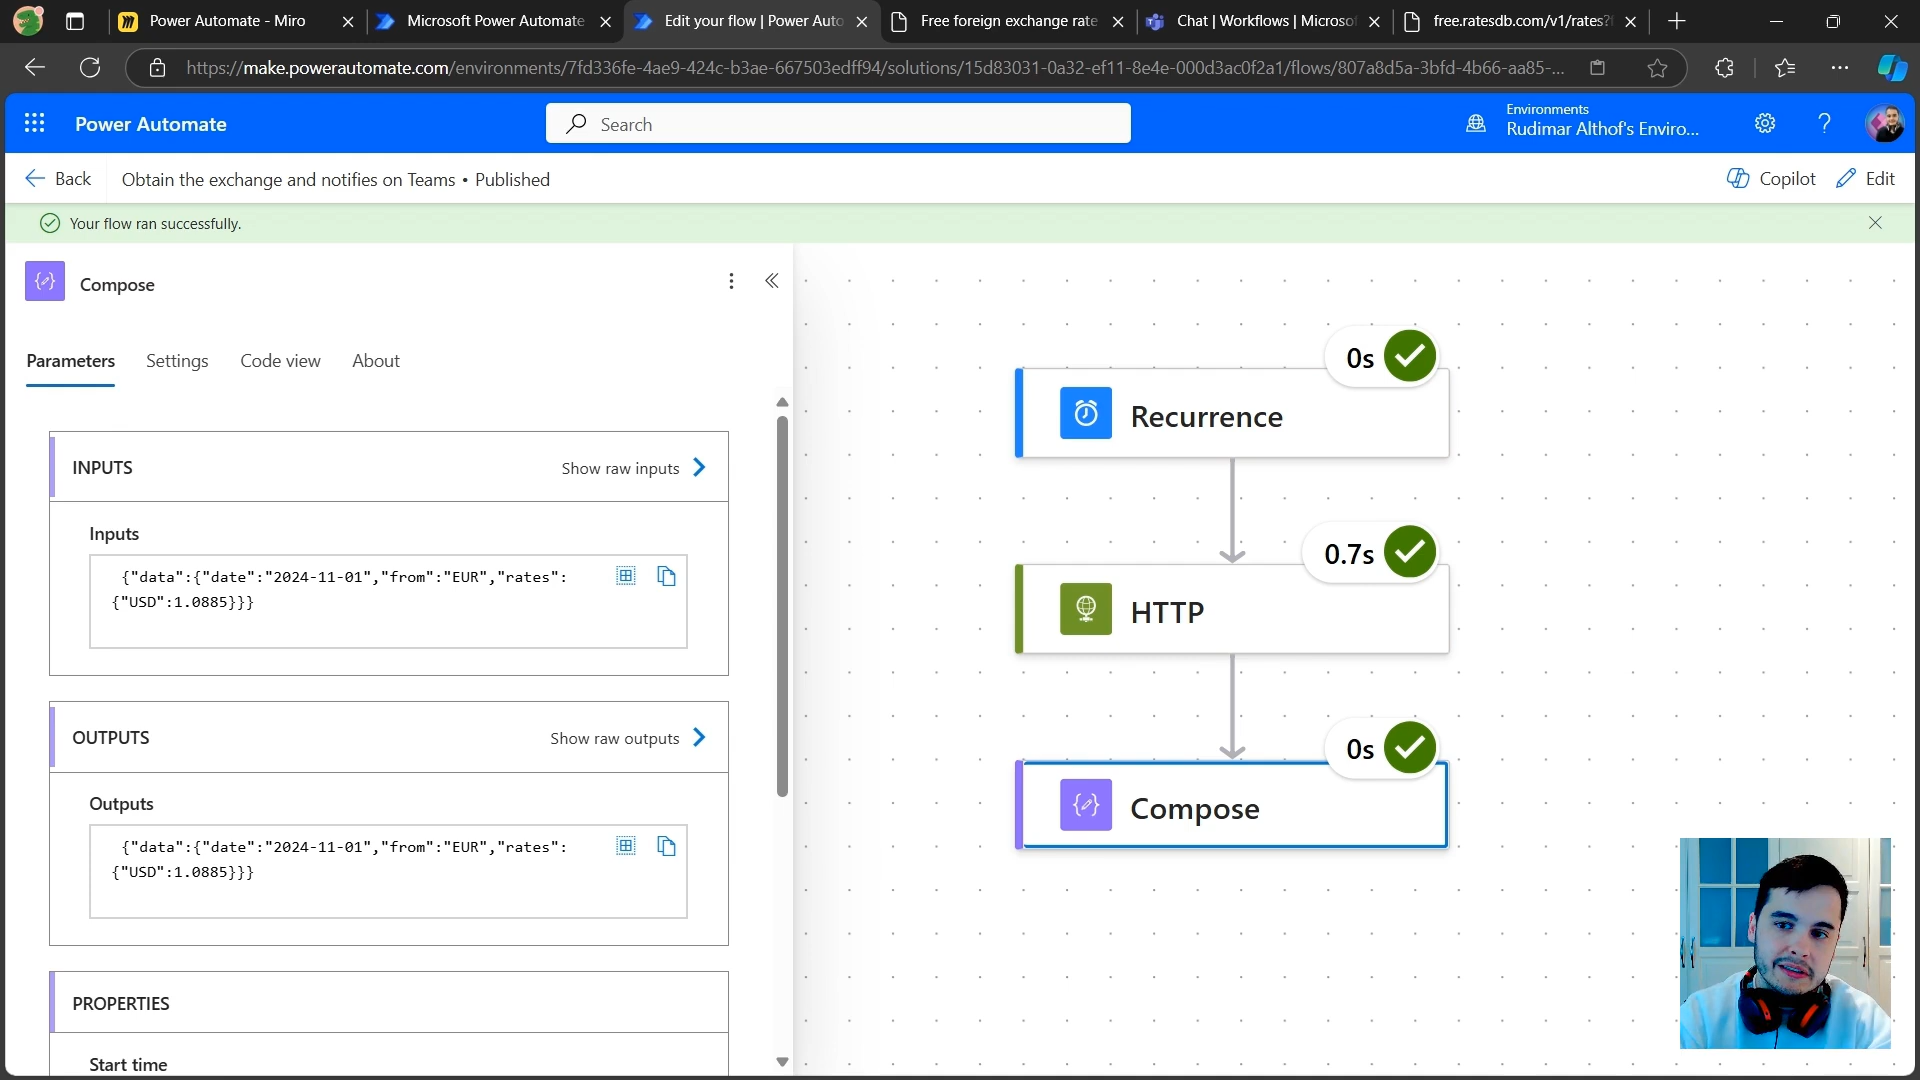 Power Automate - Miro
Microsoft Power Automate
Edit your flow | Power Auto
Free foreign exchange rate
Chat | Workflows | Microsof
free.ratesdb.com/v1/rates?f
https://make.powerautomate.com/environments/7fd336fe-4ae9-424c-b3ae-667503edff94/solutions/15d83031-0a32-ef11-8e4e-000d3ac0f2a1/flows/807a8d5a-3bfd-4b66-aa85-...
Power Automate
Search
Environments
Rudimar Althof's Enviro...
Back
Obtain the exchange and notifies on Teams • Published
Copilot
Edit
Your flow ran successfully.
Compose
Parameters
Settings
Code view
About
INPUTS
Show raw inputs
Inputs
{"data":{"date":"2024-11-01","from":"EUR","rates":
{"USD":1.0885}}}
OUTPUTS
Show raw outputs
Outputs
{"data":{"date":"2024-11-01","from":"EUR","rates":
{"USD":1.0885}}}
PROPERTIES
Start time
0s
Recurrence
0.7s
HTTP
0s
Compose